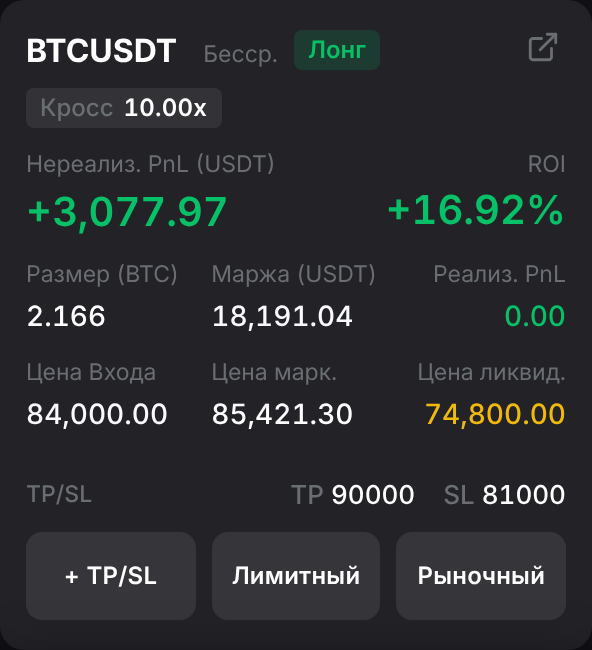 BTCUSDT Бесср. Лонг
Кросс 10.00x
Нереализ. PnL (USDT) ROI
+3,077.97 +16.92%
Размер (BTC) Маржа (USDT) Реализ. PnL
2.166 18,191.04 0.00
Цена Входа Цена марк. Цена ликвид.
84,000.00 85,421.30 74,800.00
TP/SL TP 90000 SL 81000
+ TP/SL Лимитный Рыночный